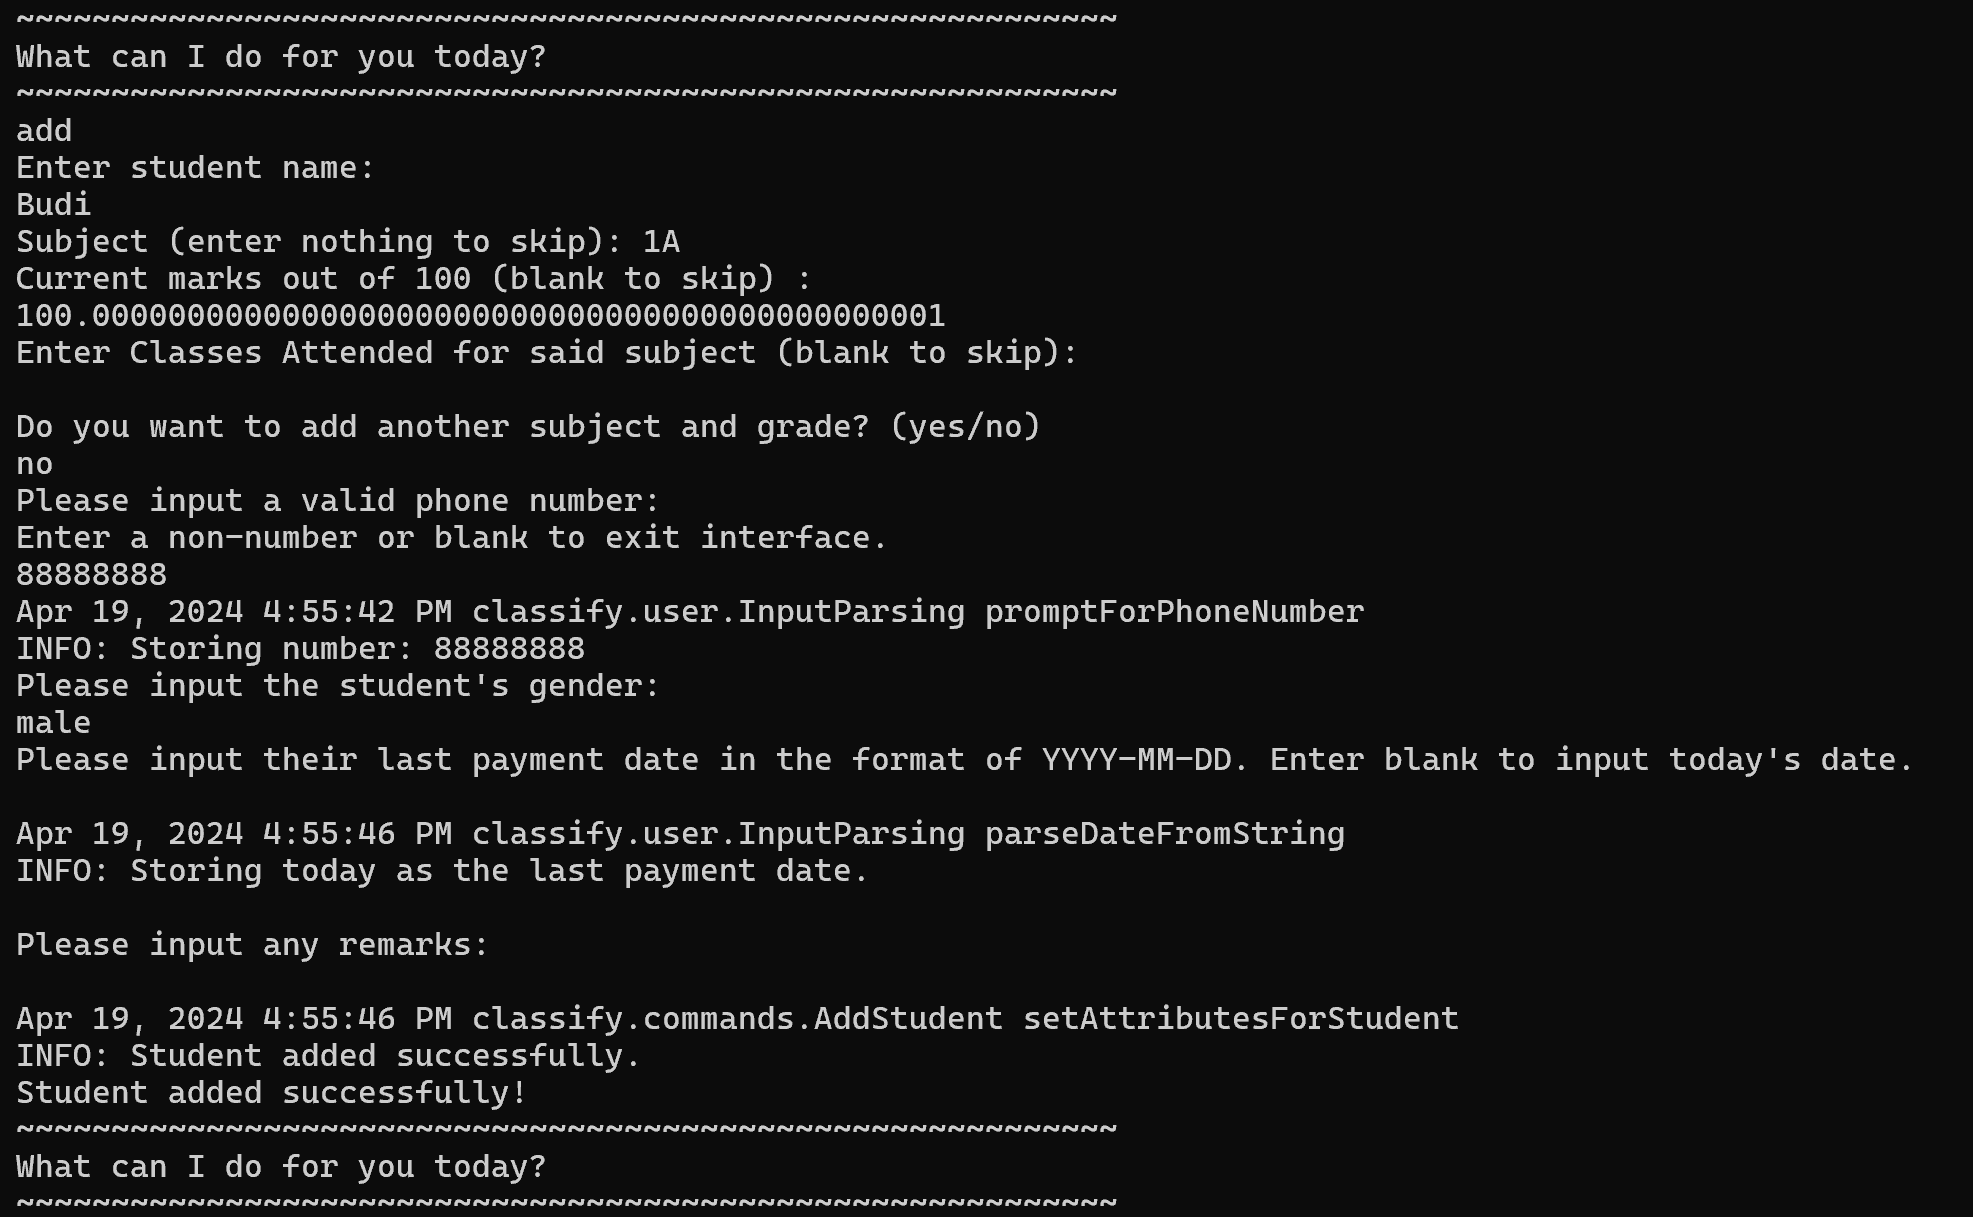 ~~~~~~~~~~~~~~~~~~~~~~~~~~~~~~~~~~~~~~~~~~~~~~~~~~~~~~~~~~
What can I do for you today?
~~~~~~~~~~~~~~~~~~~~~~~~~~~~~~~~~~~~~~~~~~~~~~~~~~~~~~~~~~
add
Enter student name:
Budi
Subject (enter nothing to skip): 1A
Current marks out of 100 (blank to skip) :
100.000000000000000000000000000000000000000000001
Enter Classes Attended for said subject (blank to skip):
Do you want to add another subject and grade? (yes/no)
no
Please input a valid phone number:
Enter a non-number or blank to exit interface.
88888888
Apr 19, 2024 4:55:42 PM classify.user.InputParsing promptForPhoneNumber
INFO: Storing number: 88888888
Please input the student's gender:
male
Please input their last payment date in the format of YYYY-MM-DD. Enter blank to input today's date.
Apr 19, 2024 4:55:46 PM classify.user.InputParsing parseDateFromString
INFO: Storing today as the last payment date.
Please input any remarks:
Apr 19, 2024 4:55:46 PM classify.commands.AddStudent setAttributesForStudent
INFO: Student added successfully.
Student added successfully!
~~~~~~~~~~~~~~~~~~~~~~~~~~~~~~~~~~~~~~~~~~~~~~~~~~~~~~~~~~
What can I do for you today?
~~~~~~~~~~~~~~~~~~~~~~~~~~~~~~~~~~~~~~~~~~~~~~~~~~~~~~~~~~